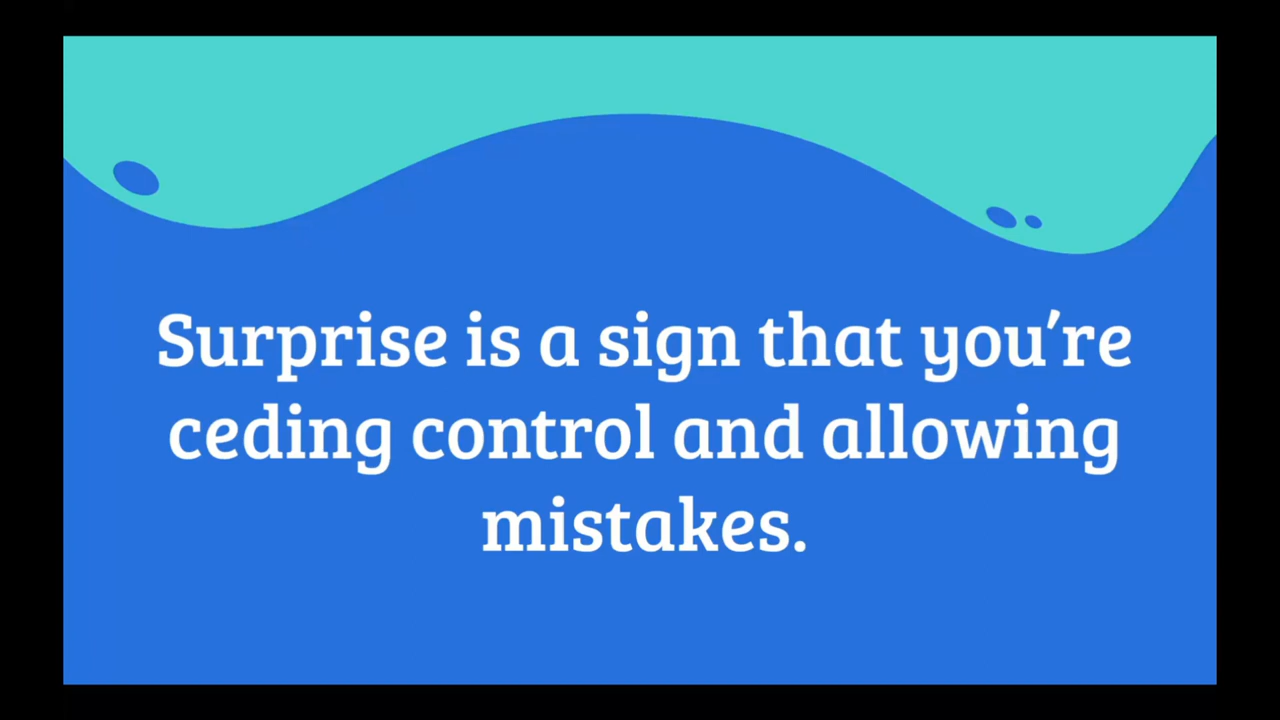 Surprise is a sign that you’re
ceding control and allowing
mistakes.